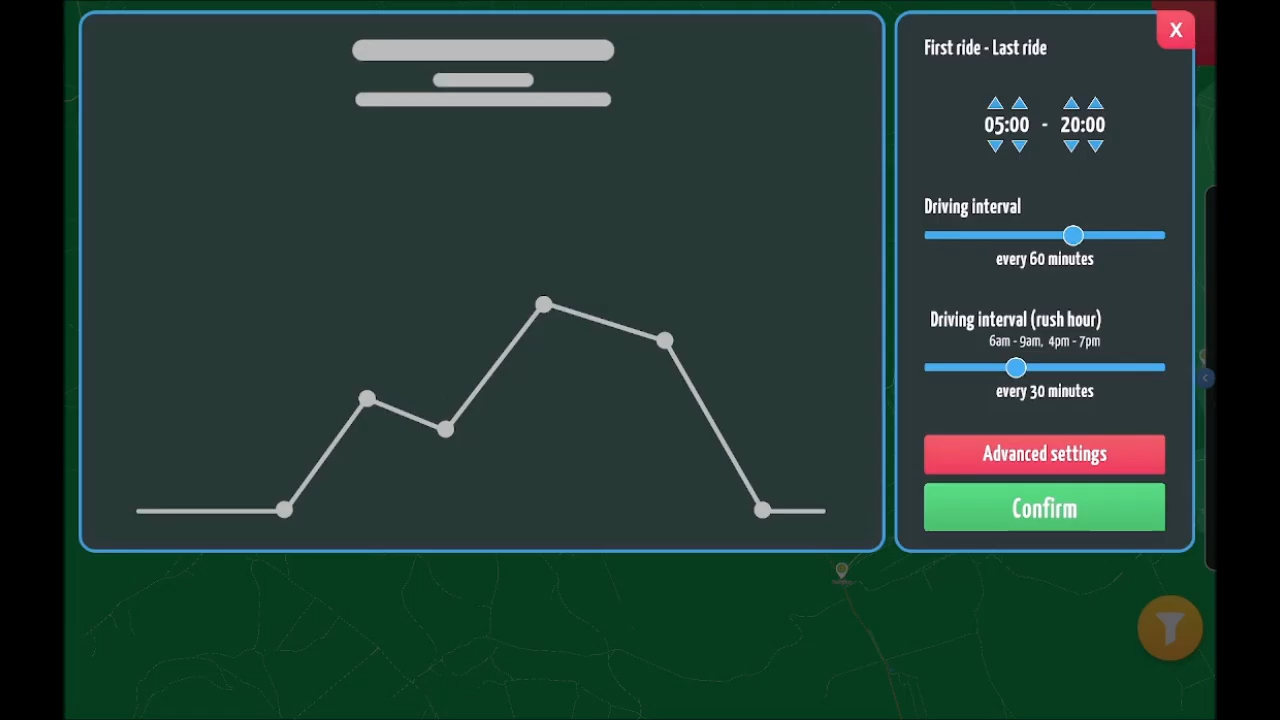 X
First ride - Last ride
05:00 - 20:00
Driving interval
every 60 minutes
Driving interval (rush hour)
6am - 9am, 4pm - 7pm
every 30 minutes
Advanced settings
Confirm